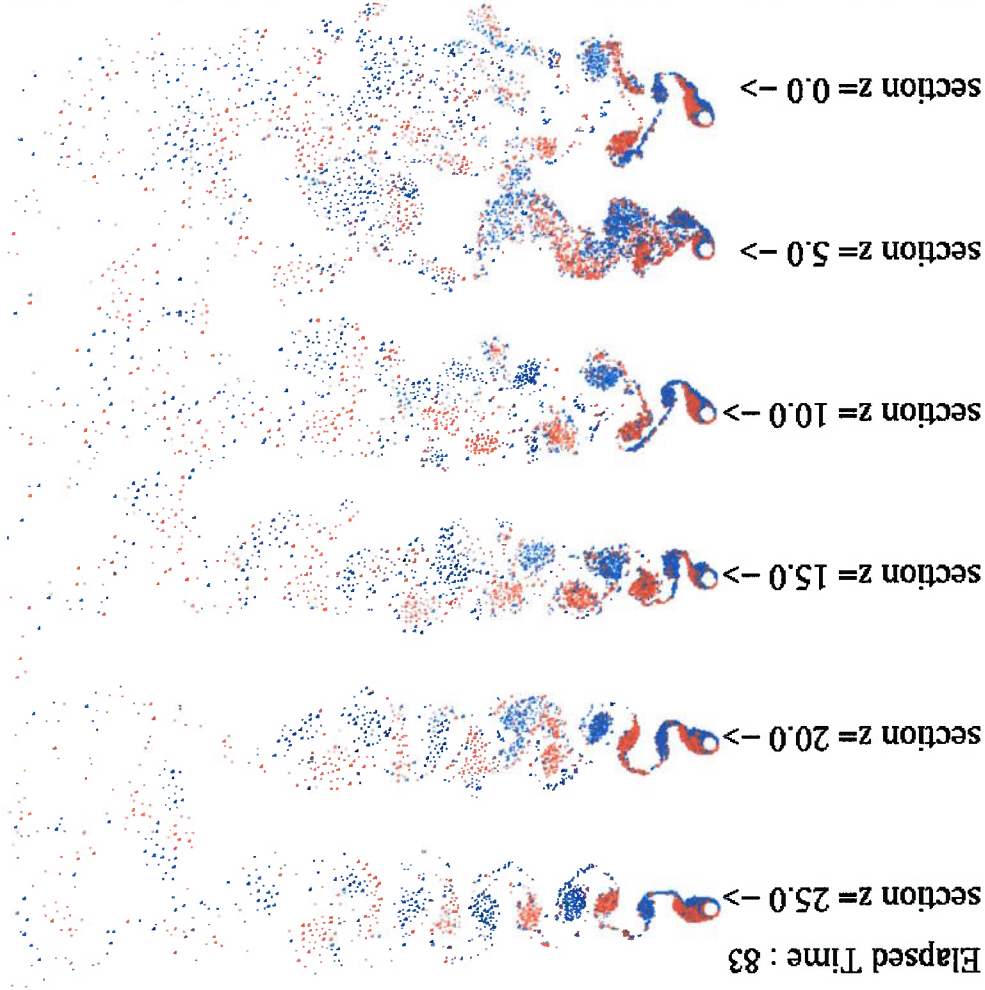 Elapsed Time : 83
section z= 25.0 ->
section z= 20.0 ->
section z= 15.0 ->
section z= 10.0 ->
section z= 5.0 ->
section z= 0.0 ->